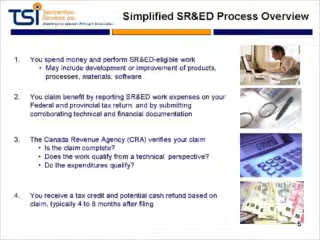 TSI
Services Inc.
Simplified SR&ED Process Overview
1. You spend money and perform SR&ED-eligible work
• May include development or improvement of products,
processes, materials, software
2. You claim benefit by reporting SR&ED work expenses on your
Federal and provincial tax return and by submitting
corroborating technical and financial documentation
3. The Canada Revenue Agency (CRA) verifies your claim
• Is the claim complete?
• Does the work qualify from a technical perspective?
• Do the expenditures qualify?
4. You receive a tax credit and potential cash refund based on
claim, typically 4 to 8 months after filing
5